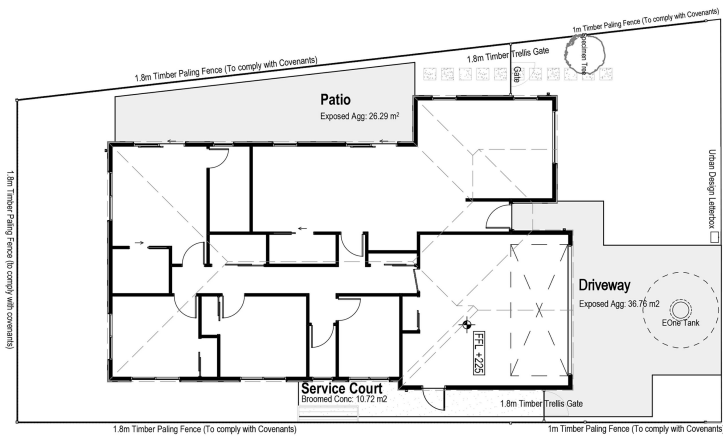 1m Timber Paling Fence (To comply with Covenants)
1.8m Timber Trellis Gate
Specimen Tree
Gate
1.8m Timber Paling Fence (To comply with Covenants)
Patio
Exposed Agg: 26.29 m²
1.8m Timber Paling Fence (To comply with covenants)
Urban Design Letterbox
Driveway
Exposed Agg: 36.76 m2
EOne Tank
FFL +225
Service Court
Broomed Conc: 10.72 m2
1.8m Timber Trellis Gate
1.8m Timber Paling Fence (To comply with Covenants)
1m Timber Paling Fence (To comply with Covenants